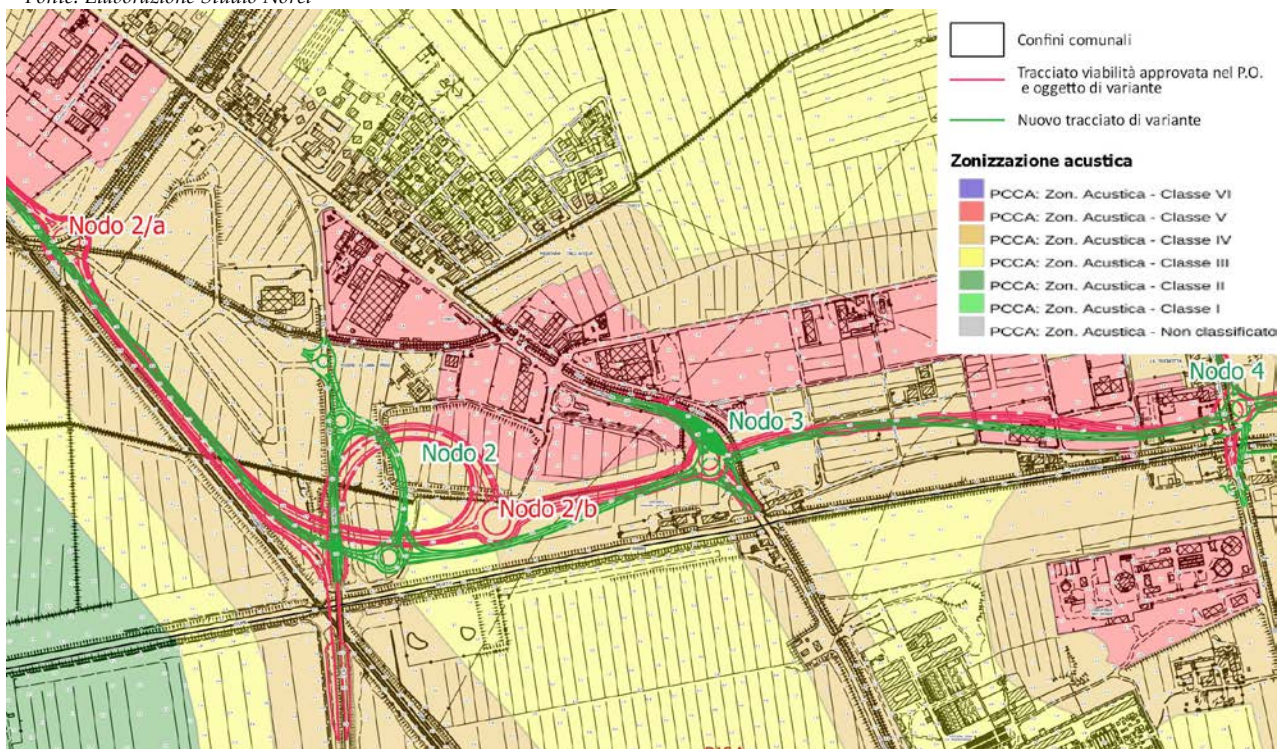 Fonte: Elaborazione Studio Norci
Confini comunali
Tracciato viabilità approvata nel P.O.
e oggetto di variante
Nuovo tracciato di variante
Zonizzazione acustica
PCCA: Zon. Acustica - Classe VI
PCCA: Zon. Acustica - Classe V
PCCA: Zon. Acustica - Classe IV
PCCA: Zon. Acustica - Classe III
PCCA: Zon. Acustica - Classe II
PCCA: Zon. Acustica - Classe I
PCCA: Zon. Acustica - Non classificato
Nodo 2/a
Nodo 4
Nodo 3
Nodo 2
Nodo 2/b